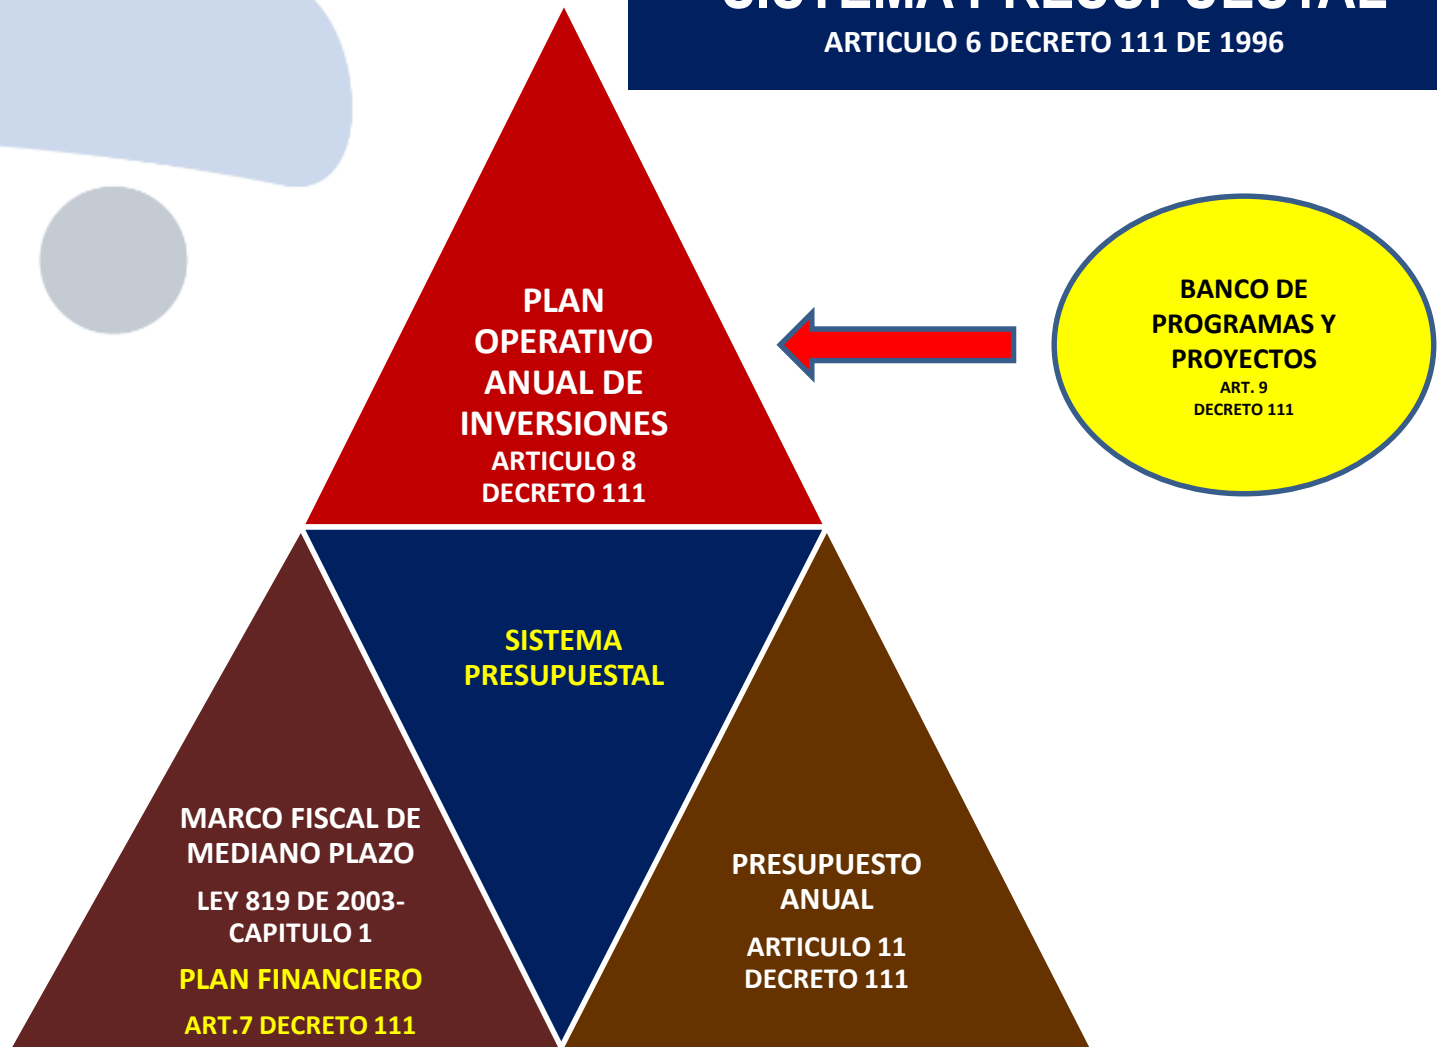 SISTEMA PRESUPUESTAL
ARTICULO 6 DECRETO 111 DE 1996
PLAN
OPERATIVO
ANUAL DE
INVERSIONES
ARTICULO 8
DECRETO 111
BANCO DE
PROGRAMAS Y
PROYECTOS
ART. 9
DECRETO 111
SISTEMA
PRESUPUESTAL
MARCO FISCAL DE
MEDIANO PLAZO
LEY 819 DE 2003-
CAPITULO 1
PLAN FINANCIERO
ART.7 DECRETO 111
PRESUPUESTO
ANUAL
ARTICULO 11
DECRETO 111